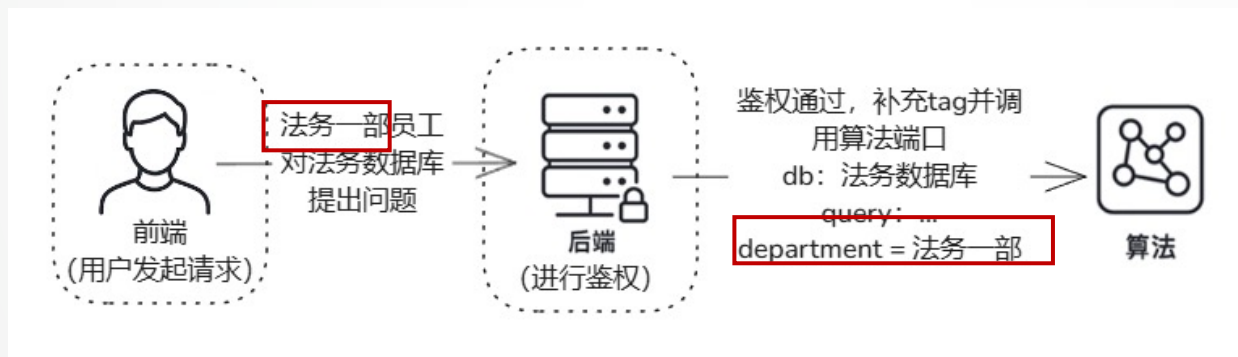 前端
（用户发起请求）
法务一部员工
对法务数据库
提出问题
后端
（进行鉴权）
鉴权通过，补充tag并调
用算法端口
db：法务数据库
query：...
department = 法务一部
算法